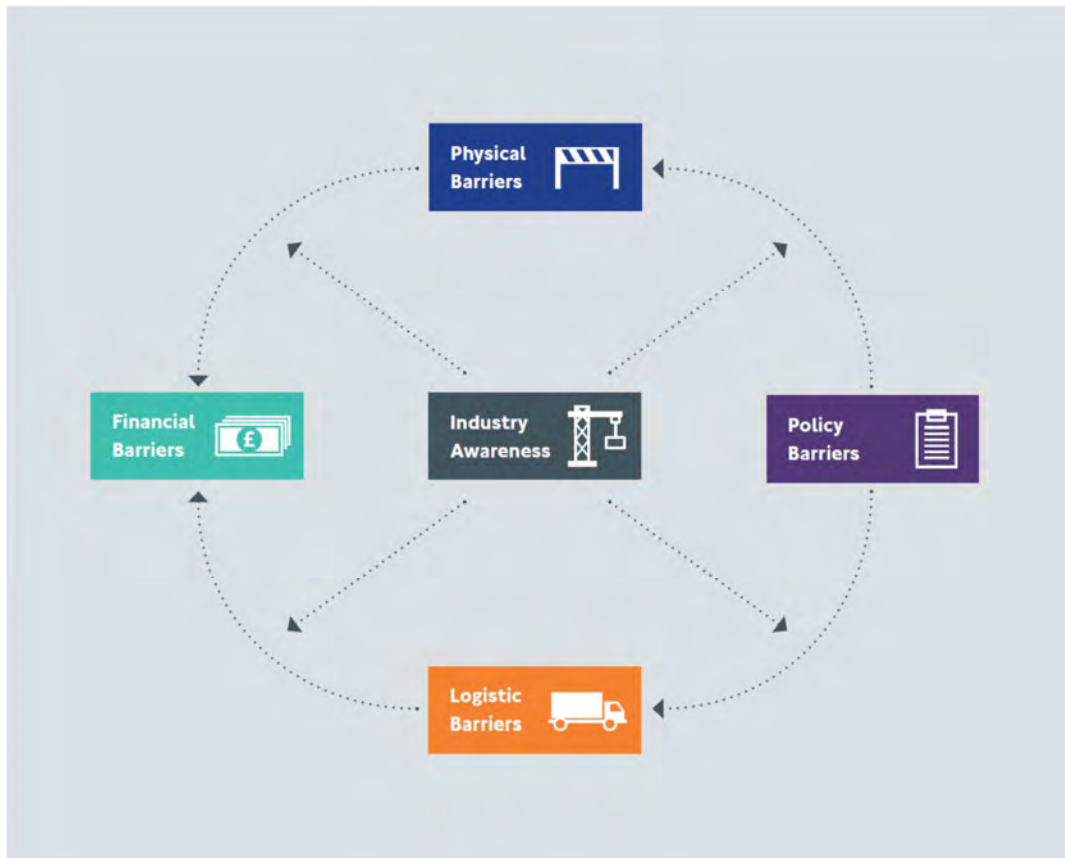 Physical
Barriers
Financial
Barriers
£
Industry
Awareness
Policy
Barriers
Logistic
Barriers